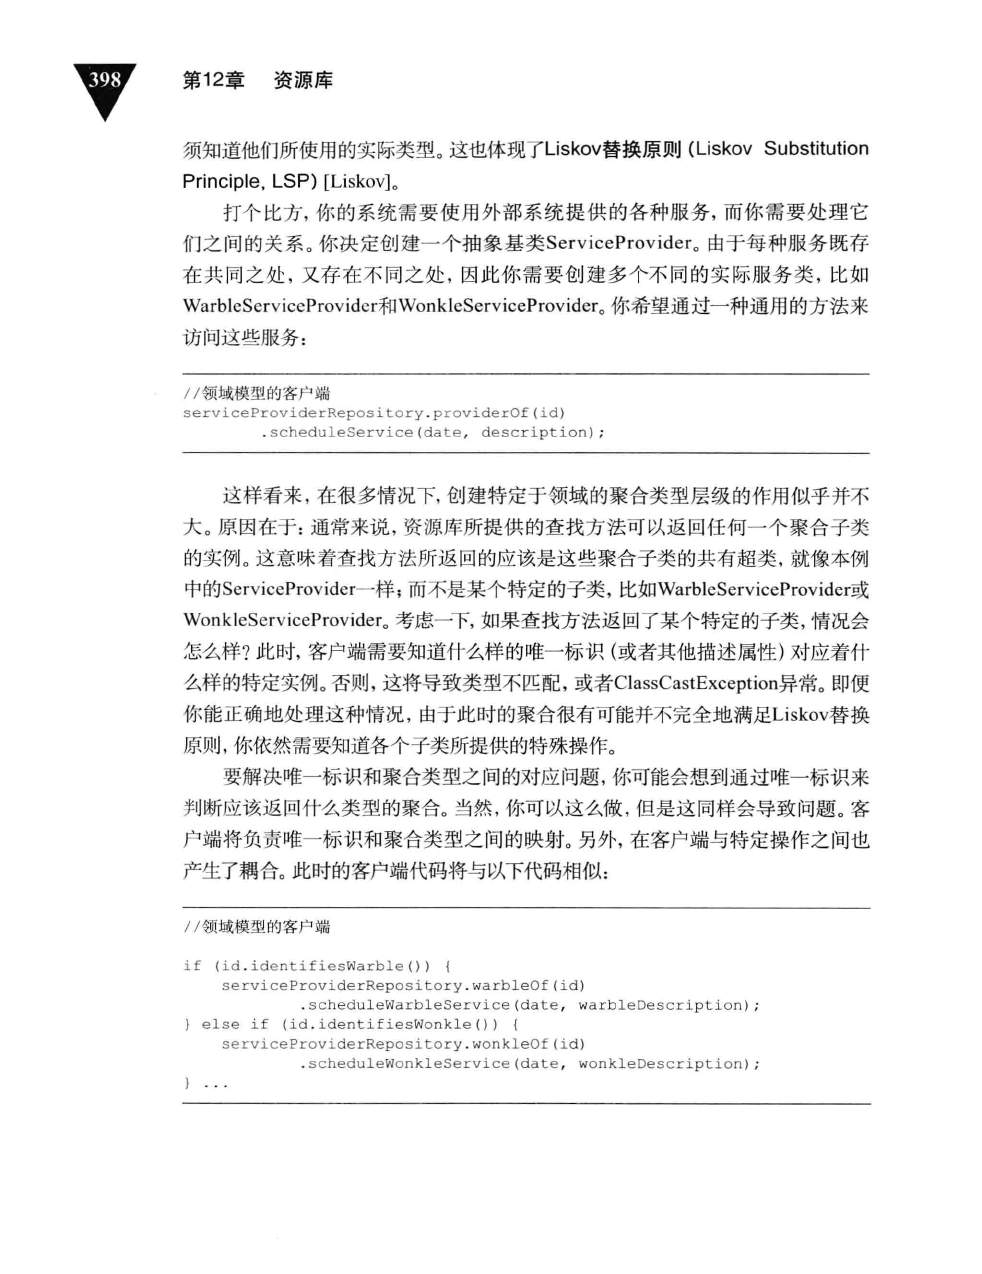 398 第12章 资源库
须知道他们所使用的实际类型。这也体现了Liskov替换原则 (Liskov Substitution
Principle, LSP) [Liskov]。
打个比方, 你的系统需要使用外部系统提供的各种服务, 而你需要处理它
们之间的关系。你决定创建一个抽象基类ServiceProvider。由于每种服务既存
在共同之处, 又存在不同之处, 因此你需要创建多个不同的实际服务类, 比如
WarbleServiceProvider和WonkleServiceProvider。你希望通过一种通用的方法来
访问这些服务:
//领域模型的客户端
serviceProviderRepository.providerOf(id)
.scheduleService(date, description);
这样看来, 在很多情况下, 创建特定于领域的聚合类型层级的作用似乎并不
大。原因在于: 通常来说, 资源库所提供的查找方法可以返回任何一个聚合子类
的实例。这意味着查找方法所返回的应该是这些聚合子类的共有超类, 就像本例
中的ServiceProvider一样; 而不是某个特定的子类, 比如WarbleServiceProvider或
WonkleServiceProvider。考虑一下, 如果查找方法返回了某个特定的子类, 情况会
怎么样? 此时, 客户端需要知道什么样的唯一标识 (或者其他描述属性) 对应着什
么样的特定实例。否则, 这将导致类型不匹配, 或者ClassCastException异常。即便
你能正确地处理这种情况, 由于此时的聚合很有可能并不完全地满足Liskov替换
原则, 你依然需要知道各个子类所提供的特殊操作。
要解决唯一标识和聚合类型之间的对应问题, 你可能会想到通过唯一标识来
判断应该返回什么类型的聚合。当然, 你可以这么做, 但是这同样会导致问题。客
户端将负责唯一标识和聚合类型之间的映射。另外, 在客户端与特定操作之间也
产生了耦合。此时的客户端代码将与以下代码相似:
//领域模型的客户端
if (id.identifiesWarble()) {
serviceProviderRepository.warbleOf(id)
.scheduleWarbleService(date, warbleDescription);
} else if (id.identifiesWonkle()) {
serviceProviderRepository.wonkleOf(id)
.scheduleWonkleService(date, wonkleDescription);
} ...